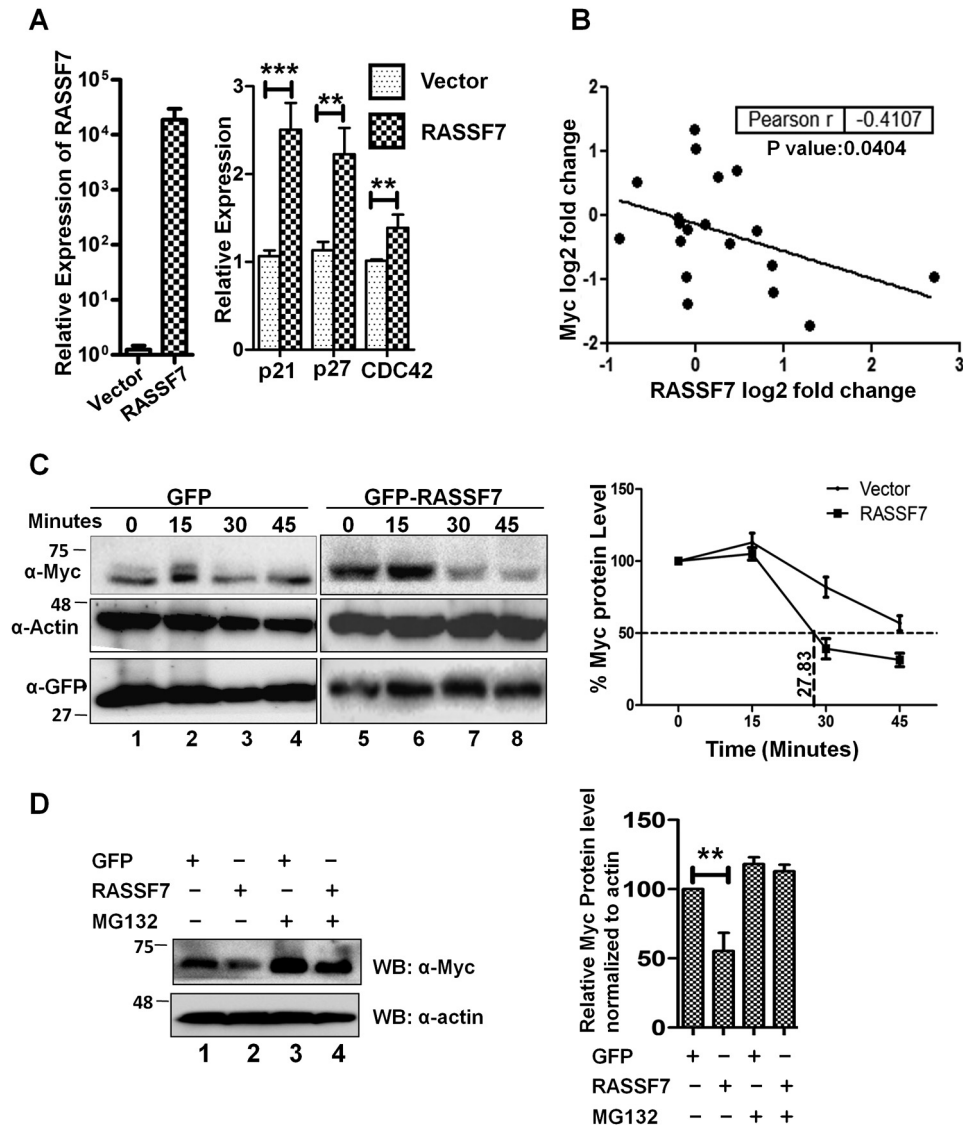 A
Relative Expression of RASSF7
10⁵
10⁴
10³
10²
10¹
10⁰
Vector
RASSF7
Relative Expression
3
2
1
0
***
**
**
p21
p27
CDC42
Vector
RASSF7
B
Myc log2 fold change
2
1
0
-1
-2
Pearson r -0.4107
P value:0.0404
-1 0 1 2 3
RASSF7 log2 fold change
C
GFP
GFP-RASSF7
Minutes 0 15 30 45 0 15 30 45
75
α-Myc
48
α-Actin
α-GFP
27
1 2 3 4 5 6 7 8
% Myc protein Level
150
100
50
0
Vector
RASSF7
27.83
0 15 30 45
Time (Minutes)
D
GFP + - + -
RASSF7 - + - +
MG132 - - + +
75
WB: α-Myc
48
WB: α-actin
1 2 3 4
Relative Myc Protein level
normalized to actin
150
100
50
0
**
GFP + - + -
RASSF7 - + - +
MG132 - - + +